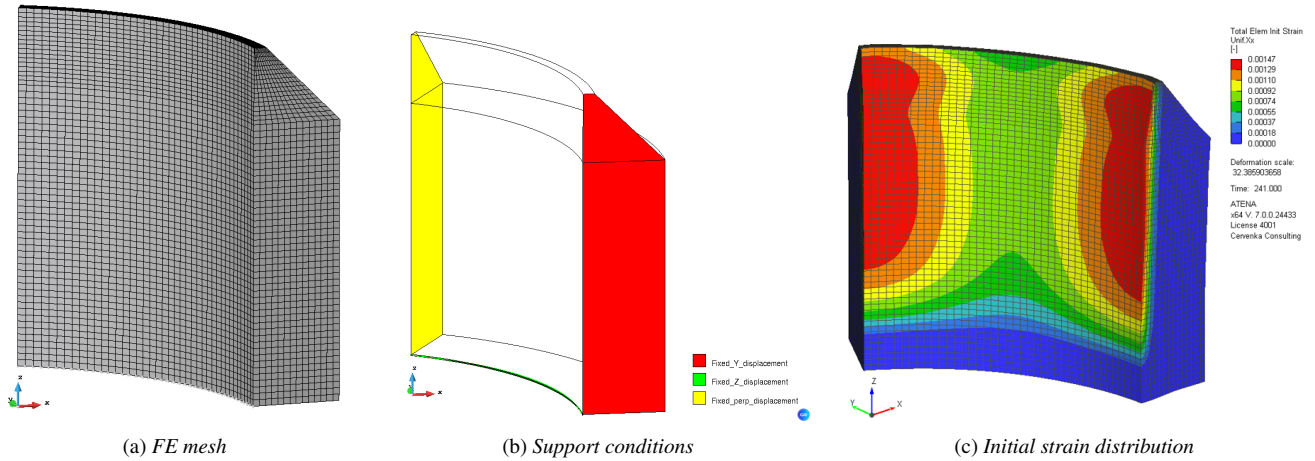 z
y
x
z
x
Fixed_Y_displacement
Fixed_Z_displacement
Fixed_perp_displacement
GiD
Total Elem Init Strain
Unif.Xx
[-]
0.00147
0.00129
0.00110
0.00092
0.00074
0.00055
0.00037
0.00018
0.00000
Deformation scale:
32.385903658
Time: 241.000
ATENA
x64 V. 7.0.0.24433
License 4001
Cervenka Consulting
Z
Y
X
(a) FE mesh
(b) Support conditions
(c) Initial strain distribution